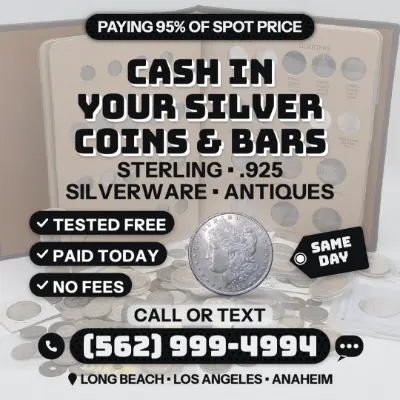 PAYING 95% OF SPOT PRICE
CASH IN
YOUR SILVER
COINS & BARS
STERLING • .925
SILVERWARE • ANTIQUES
✓ TESTED FREE
✓ PAID TODAY
✓ NO FEES
SAME
DAY
CALL OR TEXT
(562) 999-4994
LONG BEACH • LOS ANGELES • ANAHEIM